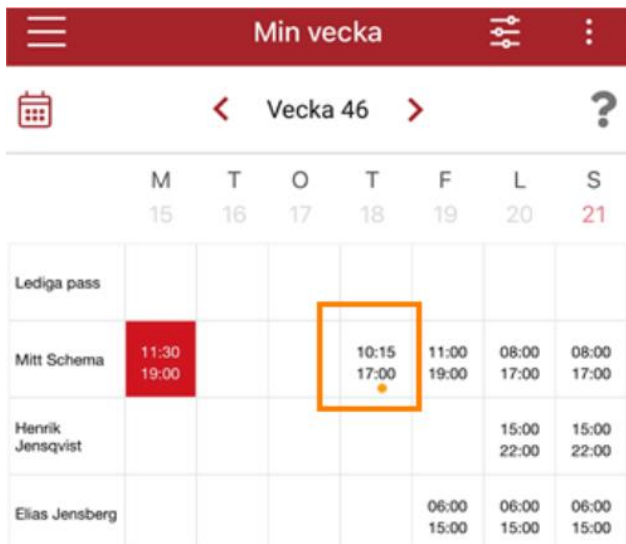 Min vecka
Vecka 46
?
M T O T F L S
15 16 17 18 19 20 21
Lediga pass
Mitt Schema
11:30 10:15 11:00 08:00 08:00
19:00 17:00 19:00 17:00 17:00
Henrik
Jensqvist
15:00 15:00
22:00 22:00
Elias Jensberg
06:00 06:00 06:00
15:00 15:00 15:00